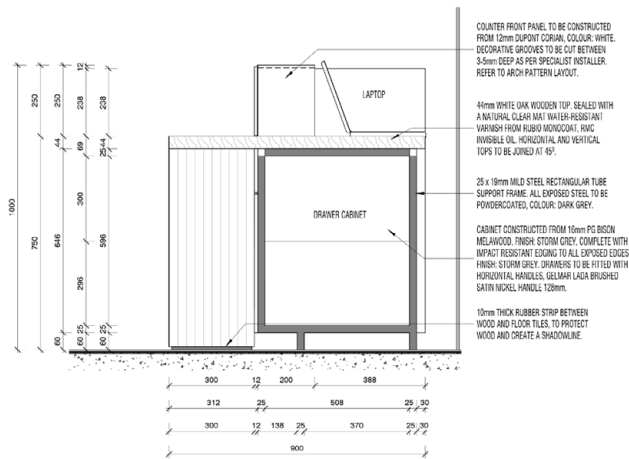 COUNTER FRONT PANEL TO BE CONSTRUCTED
FROM 12mm DUPONT CORIAN, COLOUR: WHITE.
DECORATIVE GROOVES TO BE CUT BETWEEN
3-5mm DEEP AS PER SPECIALIST INSTALLER.
REFER TO ARCH PATTERN LAYOUT.
LAPTOP
44mm WHITE OAK WOODEN TOP, SEALED WITH
A NATURAL CLEAR MAT WATER-RESISTANT
VARNISH FROM RUBIO MONOCOAT, RMC
INVISIBLE OIL. HORIZONTAL AND VERTICAL
TOPS TO BE JOINED AT 45º.
25 x 19mm MILD STEEL RECTANGULAR TUBE
SUPPORT FRAME. ALL EXPOSED STEEL TO BE
POWDERCOATED, COLOUR: DARK GREY.
DRAWER CABINET
CABINET CONSTRUCTED FROM 16mm PG BISON
MELAWOOD, FINISH: STORM GREY, COMPLETE WITH
IMPACT RESISTANT EDGING TO ALL EXPOSED EDGES
FINISH: STORM GREY. DRAWERS TO BE FITTED WITH
HORIZONTAL HANDLES, GELMAR LADA BRUSHED
SATIN NICKEL HANDLE 128mm.
10mm THICK RUBBER STRIP BETWEEN
WOOD AND FLOOR TILES, TO PROTECT
WOOD AND CREATE A SHADOWLINE.
1000
250 750
250 44 646 60
12 238 69 300 296 25 60
238 44 25 596 25 60
300 12 200 388
312 25 508 25 30
300 12 138 25 370 25 30
900